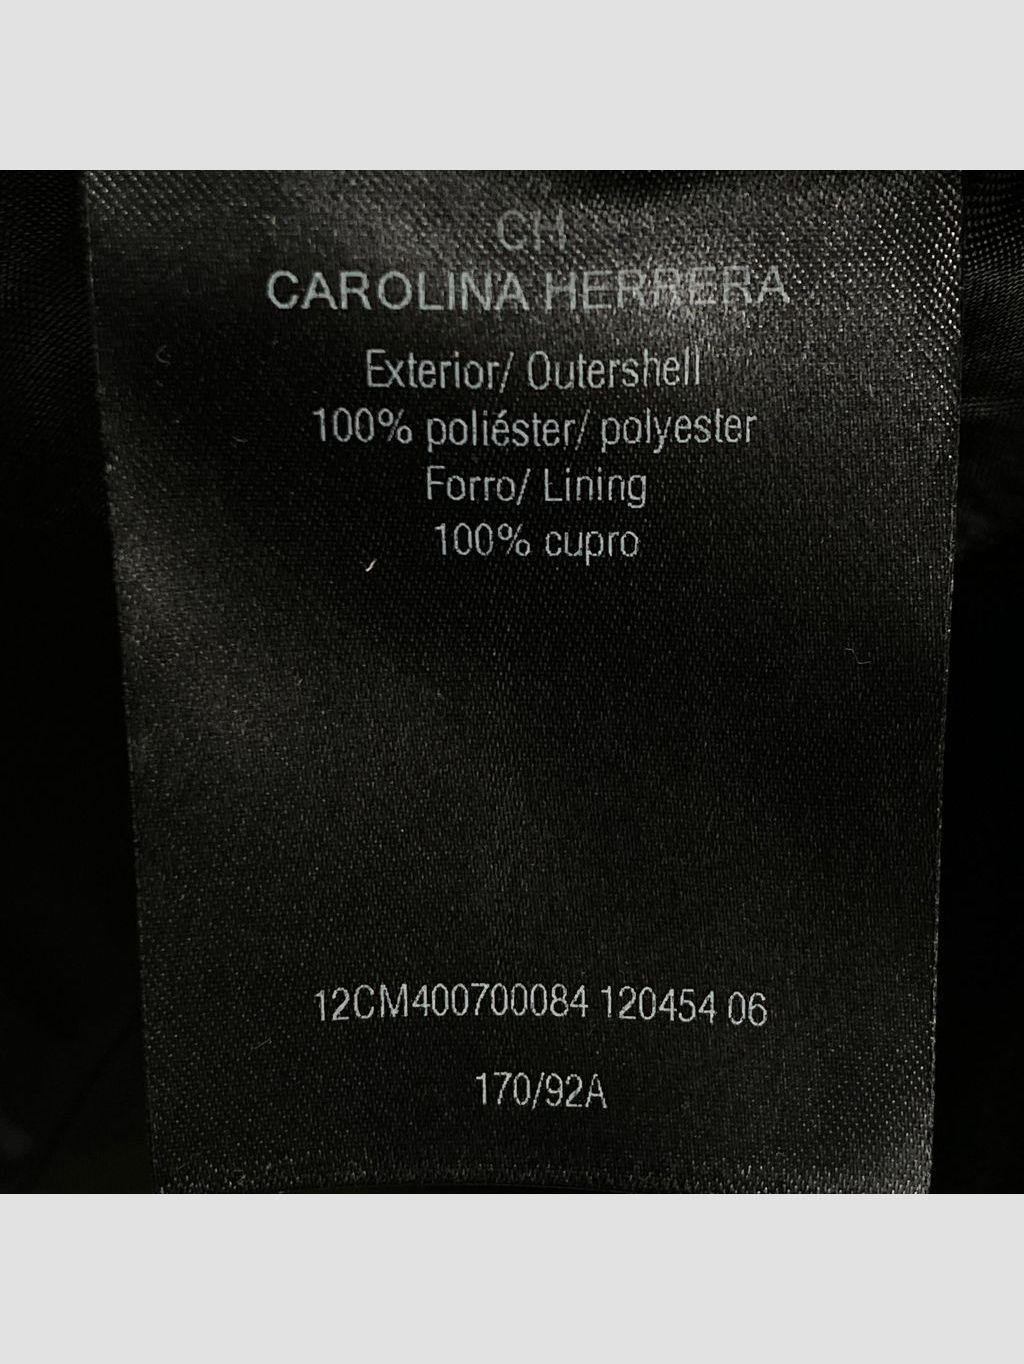 CH
CAROLINA HERRERA
Exterior/ Outershell
100% poliéster/ polyester
Forro/ Lining
100% cupro
12CM400700084 120454 06
170/92A